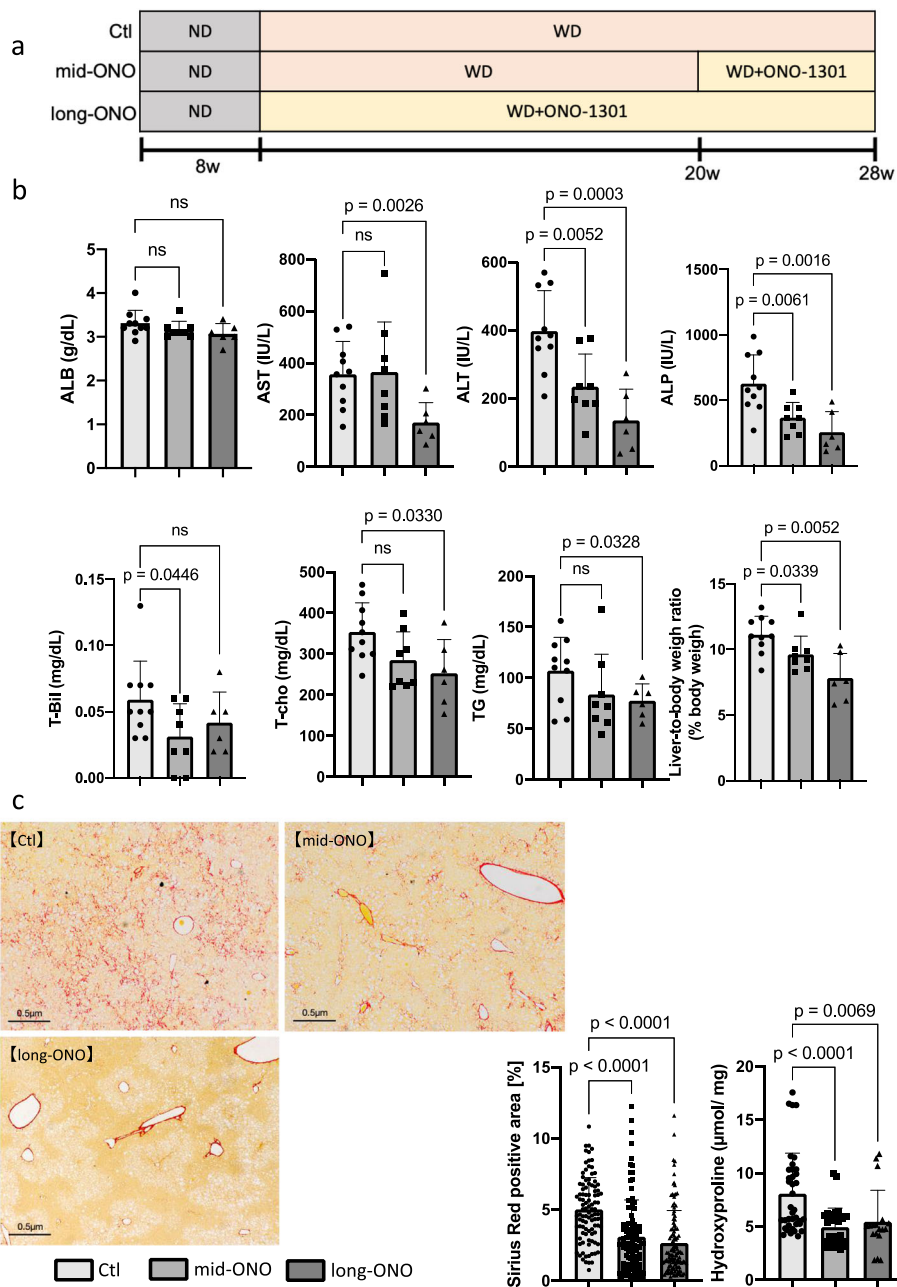 a
Ctl ND WD
mid-ONO ND WD WD+ONO-1301
long-ONO ND WD+ONO-1301
8w 20w 28w
b
ns
ns
ALB (g/dL)
5
4
3
2
1
0
p = 0.0026
ns
AST (IU/L)
800
600
400
200
0
p = 0.0003
p = 0.0052
ALT (IU/L)
600
400
200
0
p = 0.0016
p = 0.0061
ALP (IU/L)
1500
1000
500
0
ns
p = 0.0446
T-Bil (mg/dL)
0.15
0.10
0.05
0.00
p = 0.0330
ns
T-cho (mg/dL)
500
400
300
200
100
0
p = 0.0328
ns
TG (mg/dL)
200
150
100
50
0
p = 0.0052
p = 0.0339
Liver-to-body weigh ratio
(% body weigh)
15
10
5
0
c
【Ctl】
0.5μm
【mid-ONO】
0.5μm
【long-ONO】
0.5μm
p < 0.0001
p < 0.0001
Sirius Red positive area [%]
15
10
5
0
p = 0.0069
p < 0.0001
Hydroxyproline (μmol/ mg)
20
15
10
5
0
Ctl mid-ONO long-ONO